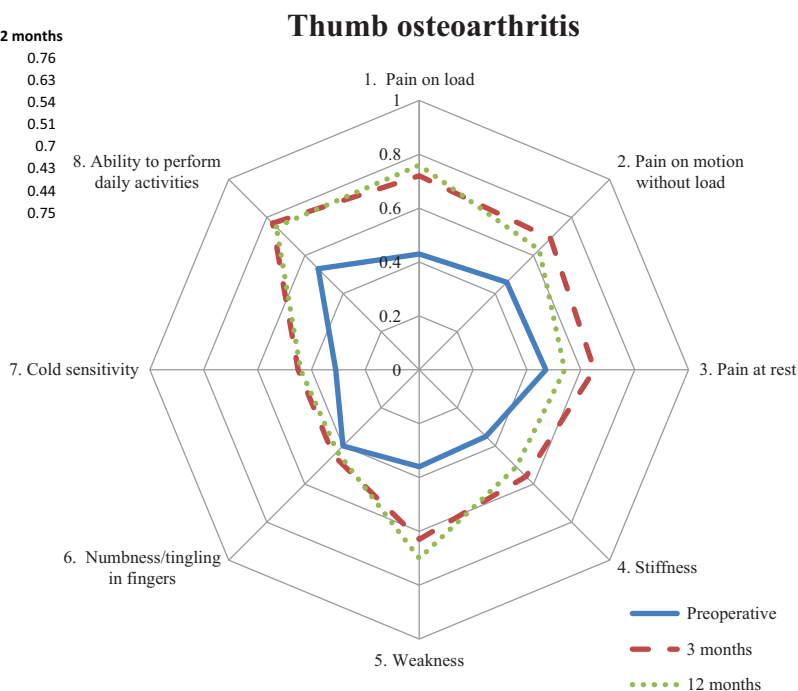 Thumb osteoarthritis
2 months
0.76
0.63
0.54
0.51
0.7
0.43
0.44
0.75
1. Pain on load
1
0.8
0.6
0.4
0.2
0
2. Pain on motion
without load
3. Pain at rest
4. Stiffness
5. Weakness
6. Numbness/tingling
in fingers
7. Cold sensitivity
8. Ability to perform
daily activities
Preoperative
3 months
12 months